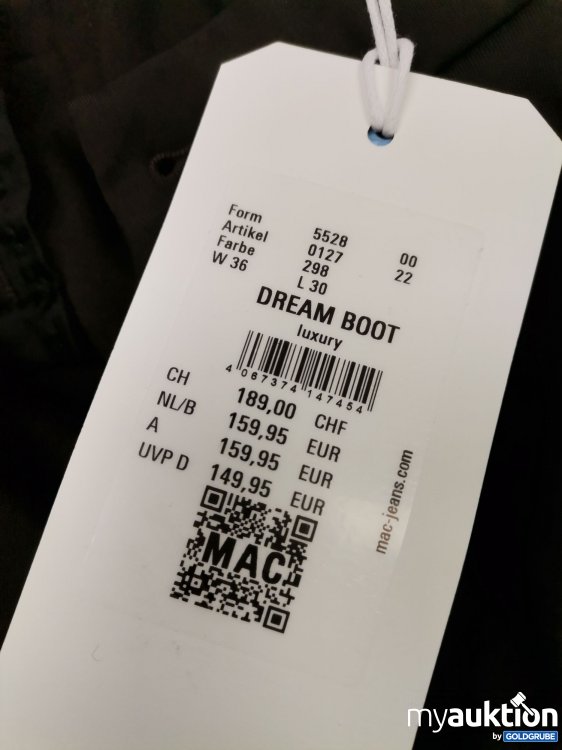 Form 5528 00
Artikel 0127 22
Farbe 298
W 36 L 30
DREAM BOOT
luxury
4 067374 147454
CH 189,00 CHF
NL/B 159,95 EUR
A 159,95 EUR
UVP D 149,95 EUR
mac-jeans.com
MAC
myauktion
by GOLDGRUBE